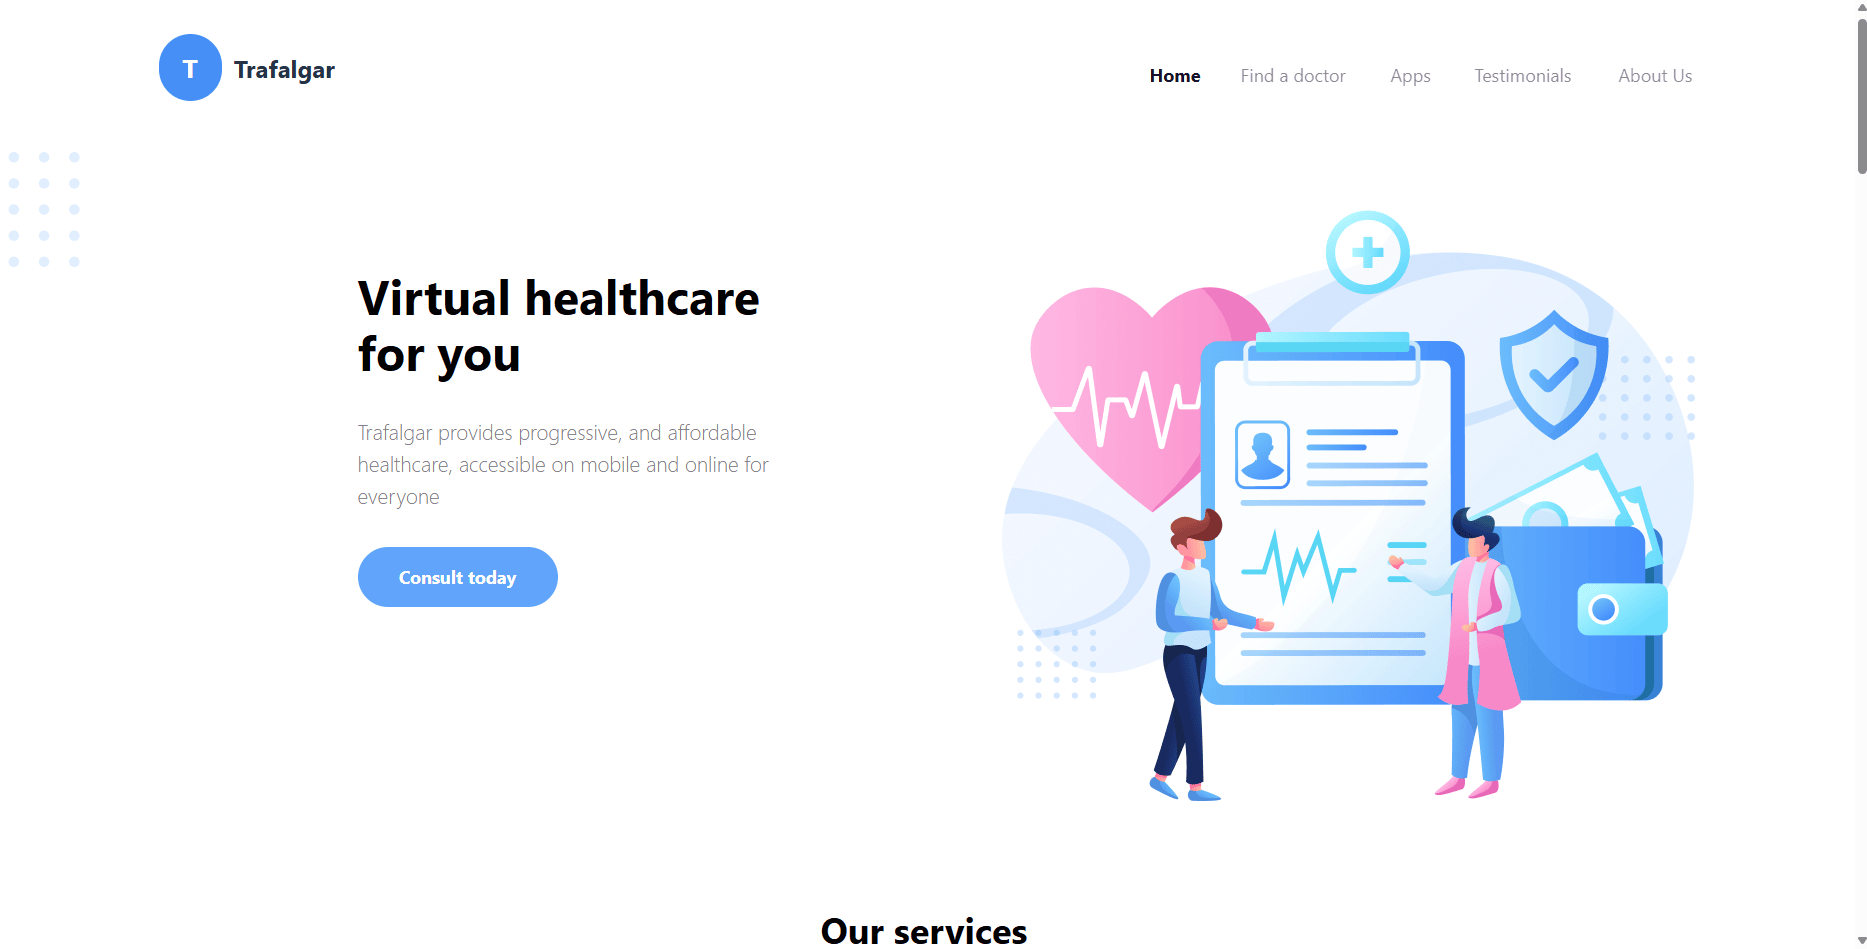 T
Trafalgar
Home
Find a doctor
Apps
Testimonials
About Us
Virtual healthcare
for you
Trafalgar provides progressive, and affordable
healthcare, accessible on mobile and online for
everyone
Consult today
Our services